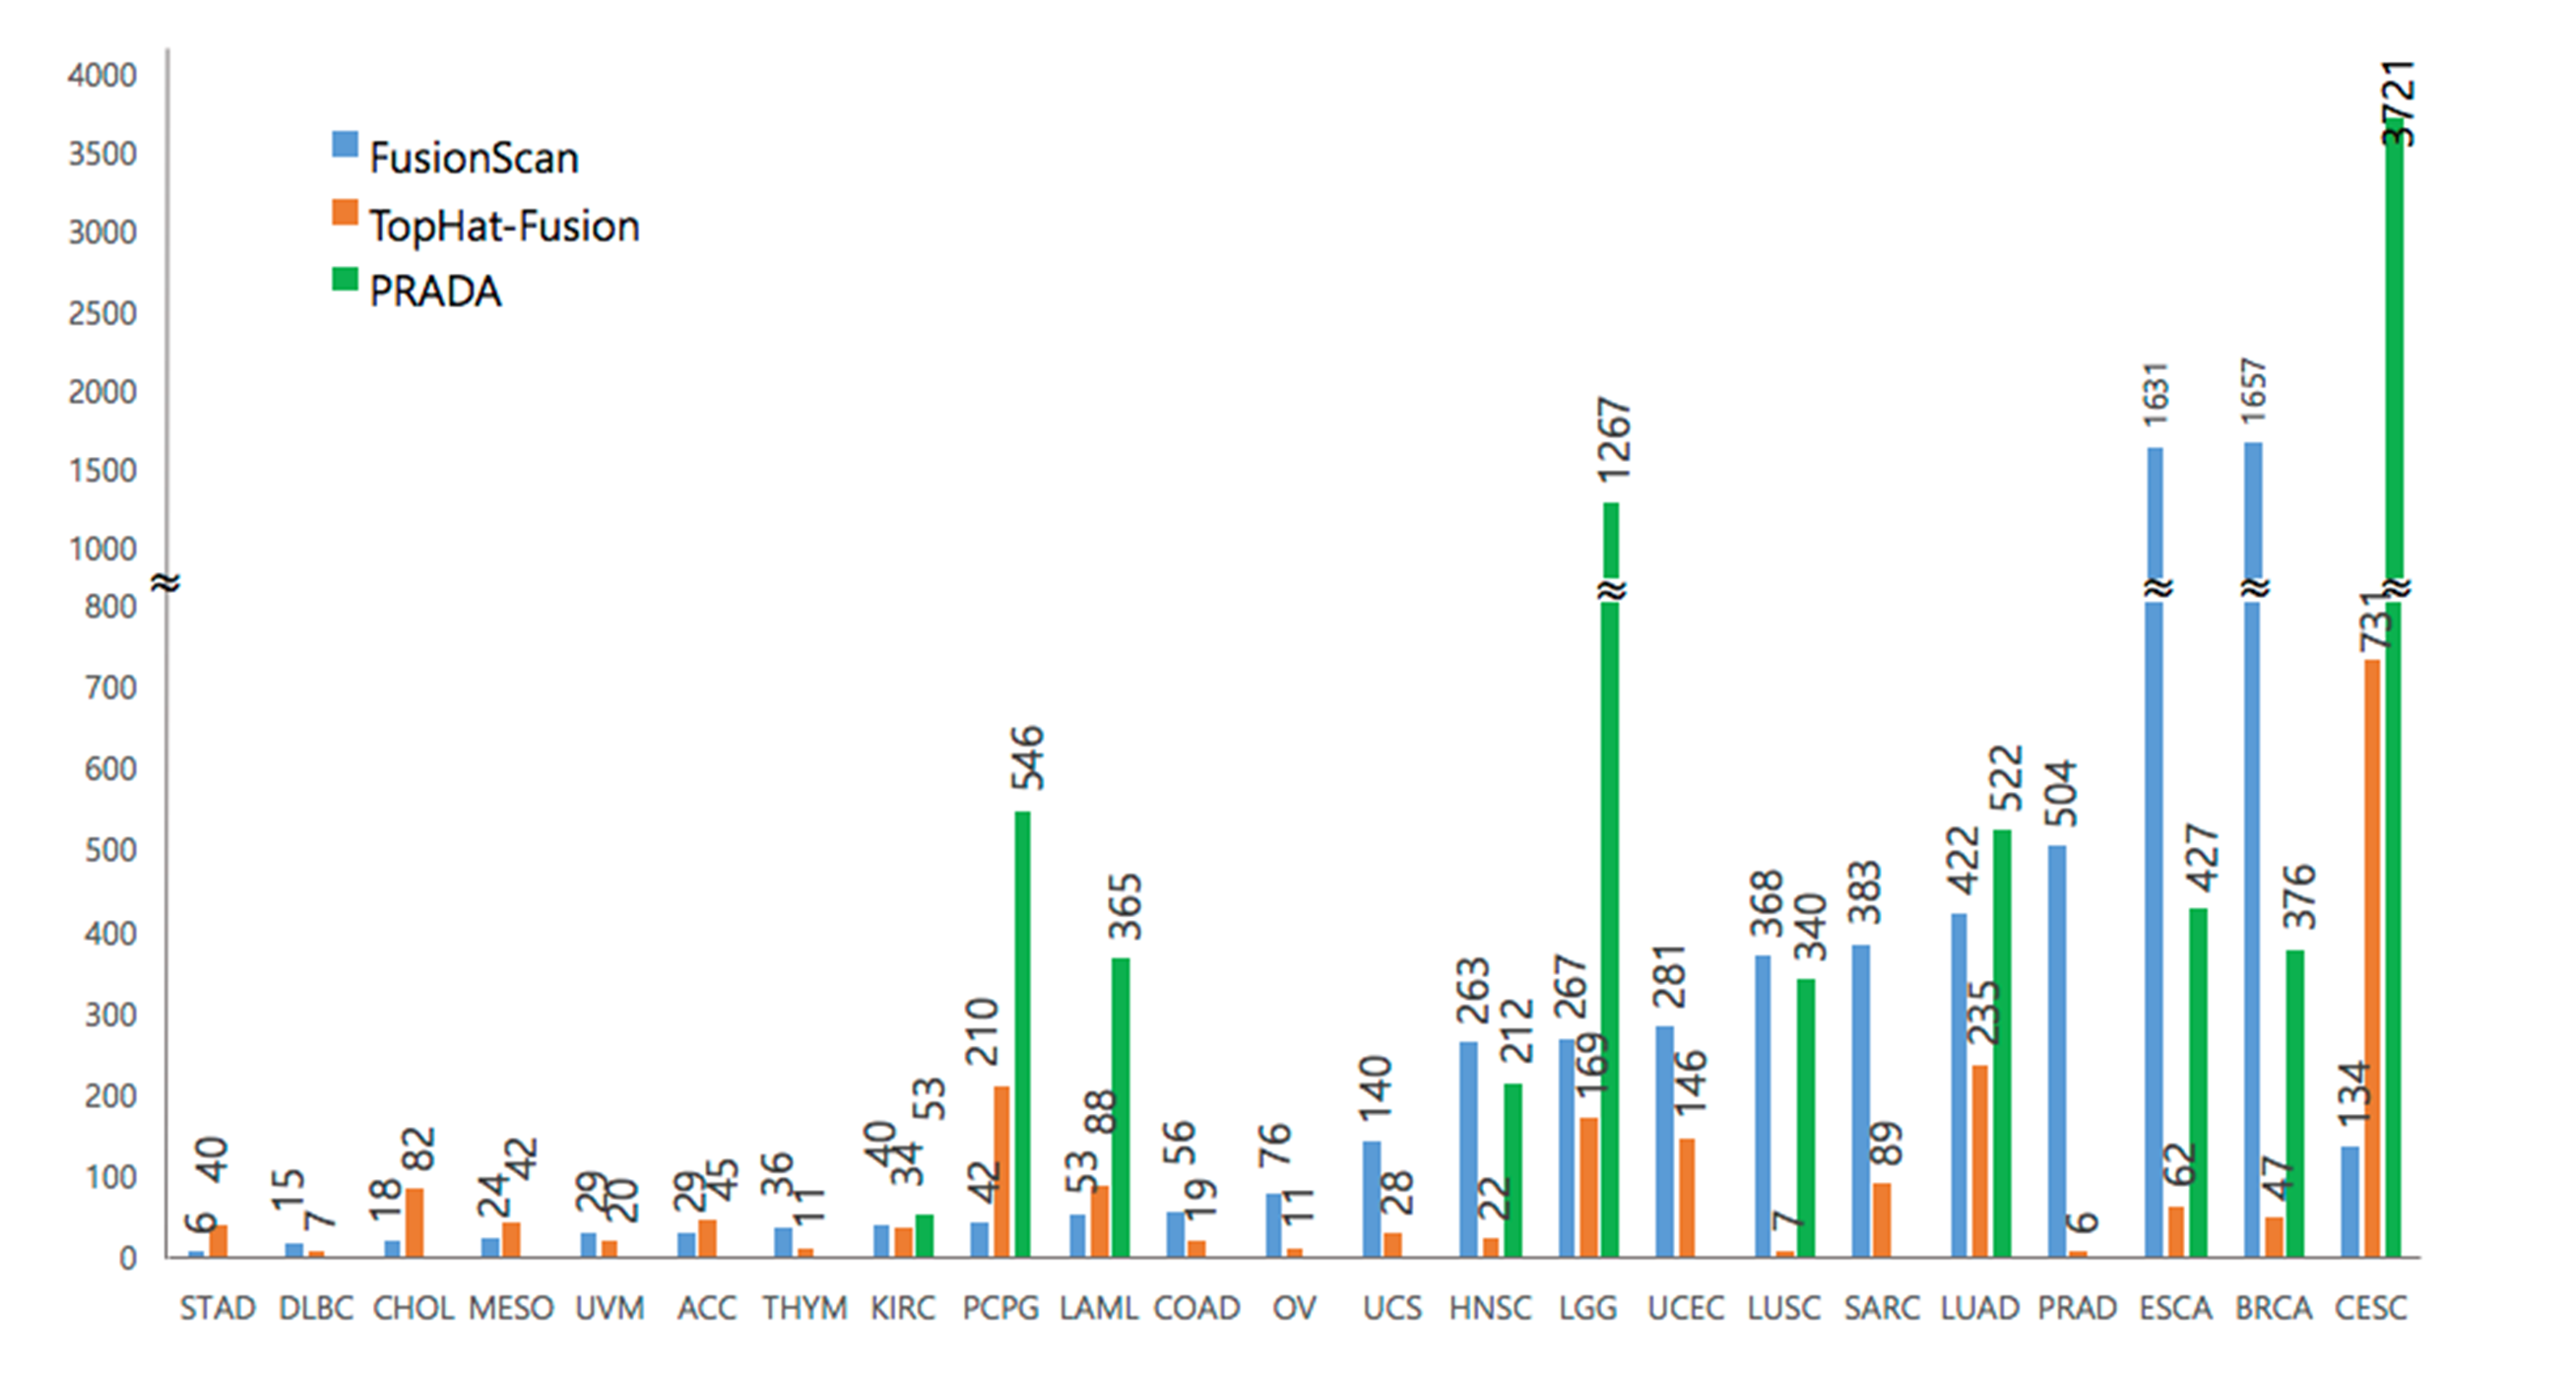 4000
3500
3000
2500
2000
1500
1000
800
700
600
500
400
300
200
100
0
FusionScan
TopHat-Fusion
PRADA
6 40
15 7
18 82
24 42
29 20
29 45
36 11
40 34 53
42 210 546
53 88 365
56 19
76 11
140 28
263 22 212
267 169 1267
281 146
368 7 340
383 89
422 235 522
504 6
1631 62 427
1657 47 376
134 731 3721
STAD DLBC CHOL MESO UVM ACC THYM KIRC PCPG LAML COAD OV UCS HNSC LGG UCEC LUSC SARC LUAD PRAD ESCA BRCA CESC